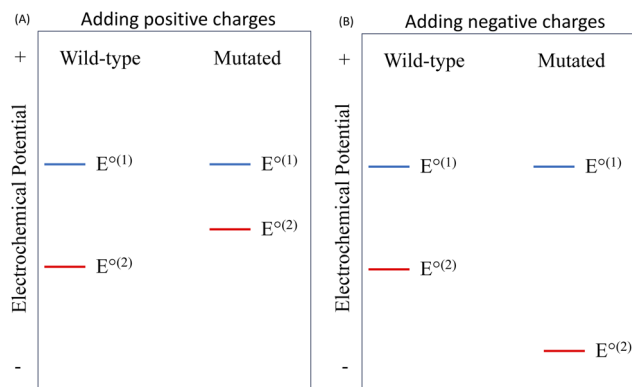 (A)
Adding positive charges
+
Wild-type
Mutated
E°⁽¹⁾
E°⁽¹⁾
E°⁽²⁾
E°⁽²⁾
Electrochemical Potential
-
(B)
Adding negative charges
+
Wild-type
Mutated
E°⁽¹⁾
E°⁽¹⁾
E°⁽²⁾
E°⁽²⁾
Electrochemical Potential
-